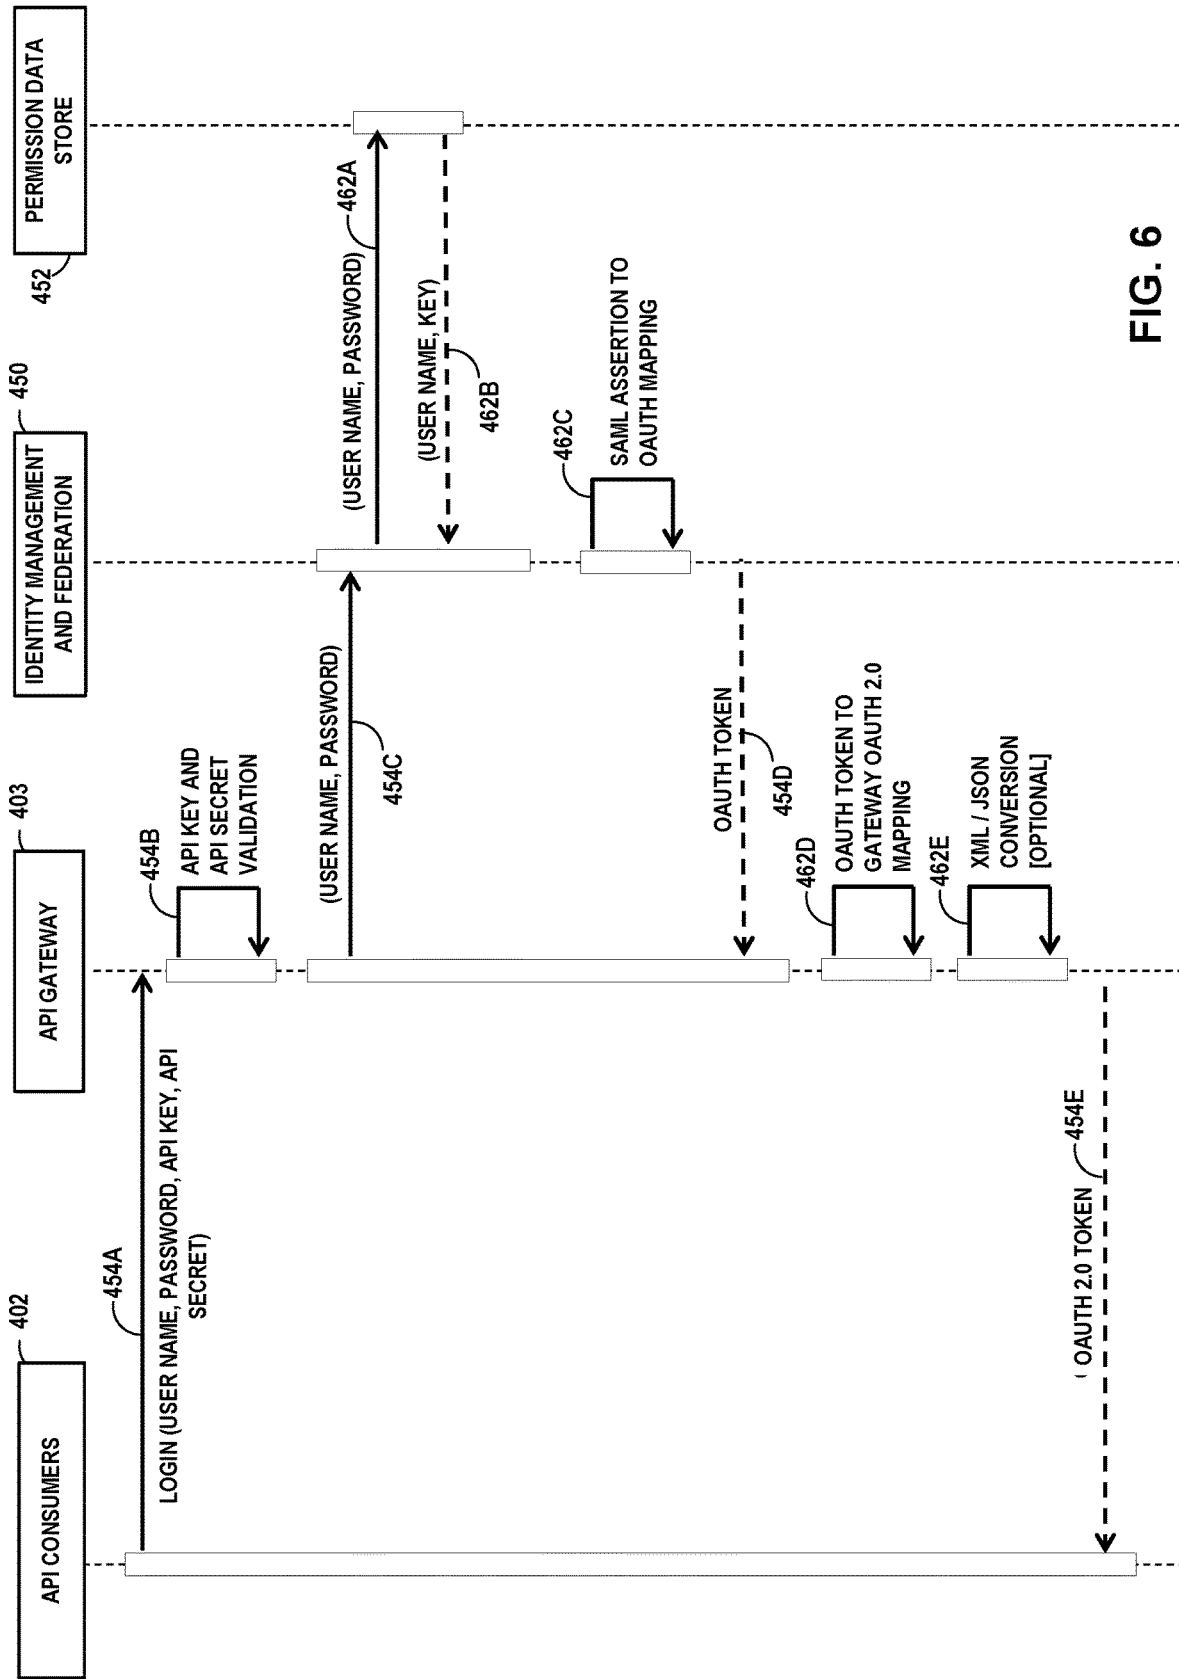 API CONSUMERS
402
API GATEWAY
403
IDENTITY MANAGEMENT
AND FEDERATION
450
PERMISSION DATA
STORE
452
454A
LOGIN (USER NAME, PASSWORD, API KEY, API
SECRET)
454B
API KEY AND
API SECRET
VALIDATION
(USER NAME, PASSWORD)
454C
(USER NAME, PASSWORD)
462A
(USER NAME, KEY)
462B
462C
SAML ASSERTION TO
OAUTH MAPPING
OAUTH TOKEN
454D
462D
OAUTH TOKEN TO
GATEWAY OAUTH 2.0
MAPPING
462E
XML / JSON
CONVERSION
[OPTIONAL]
( OAUTH 2.0 TOKEN
454E
FIG. 6